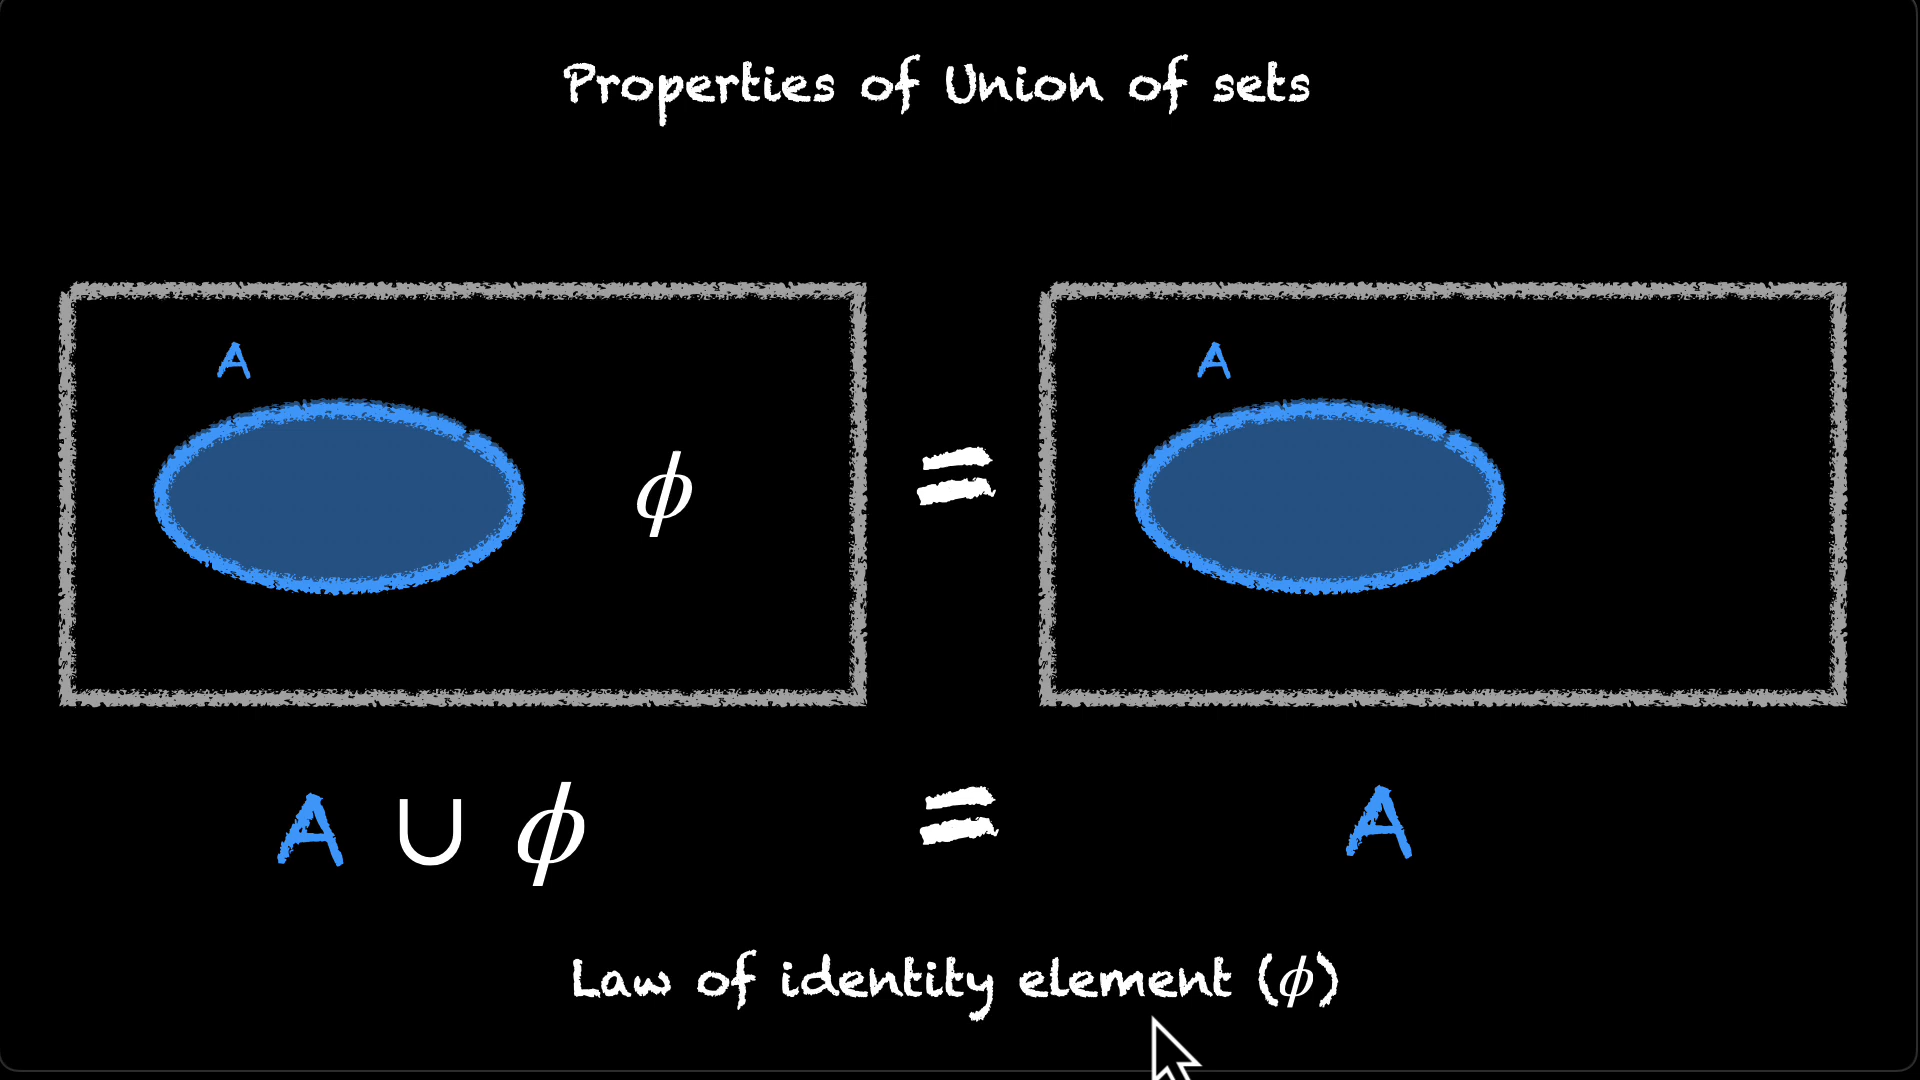 Properties of Union of sets
A
ϕ
=
A
A ∪ ϕ = A
Law of identity element (ϕ)